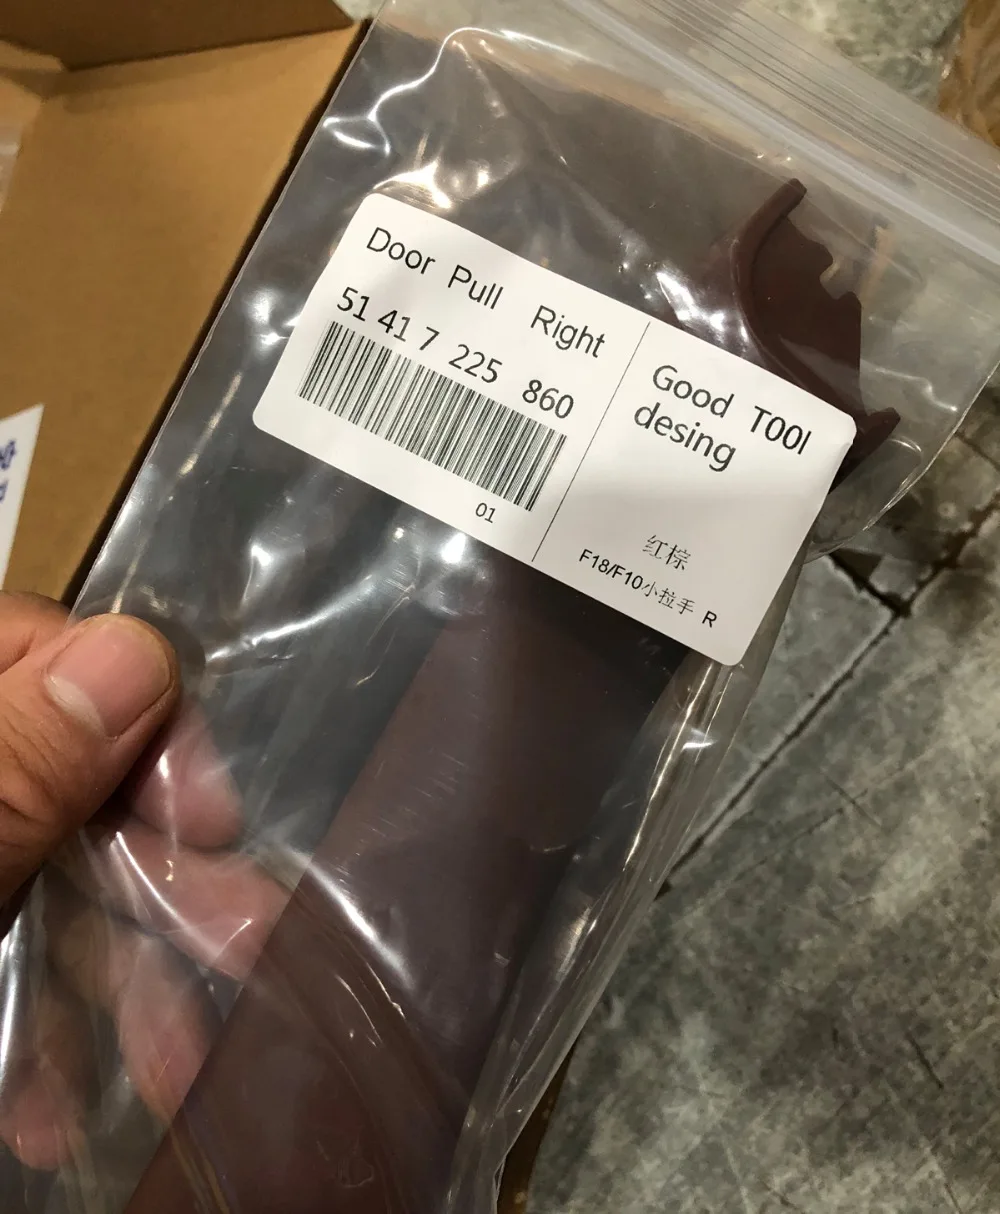 Door Pull Right
51 41 7 225 860
01
Good TOOl
desing
红棕
F18/F10小拉手 R